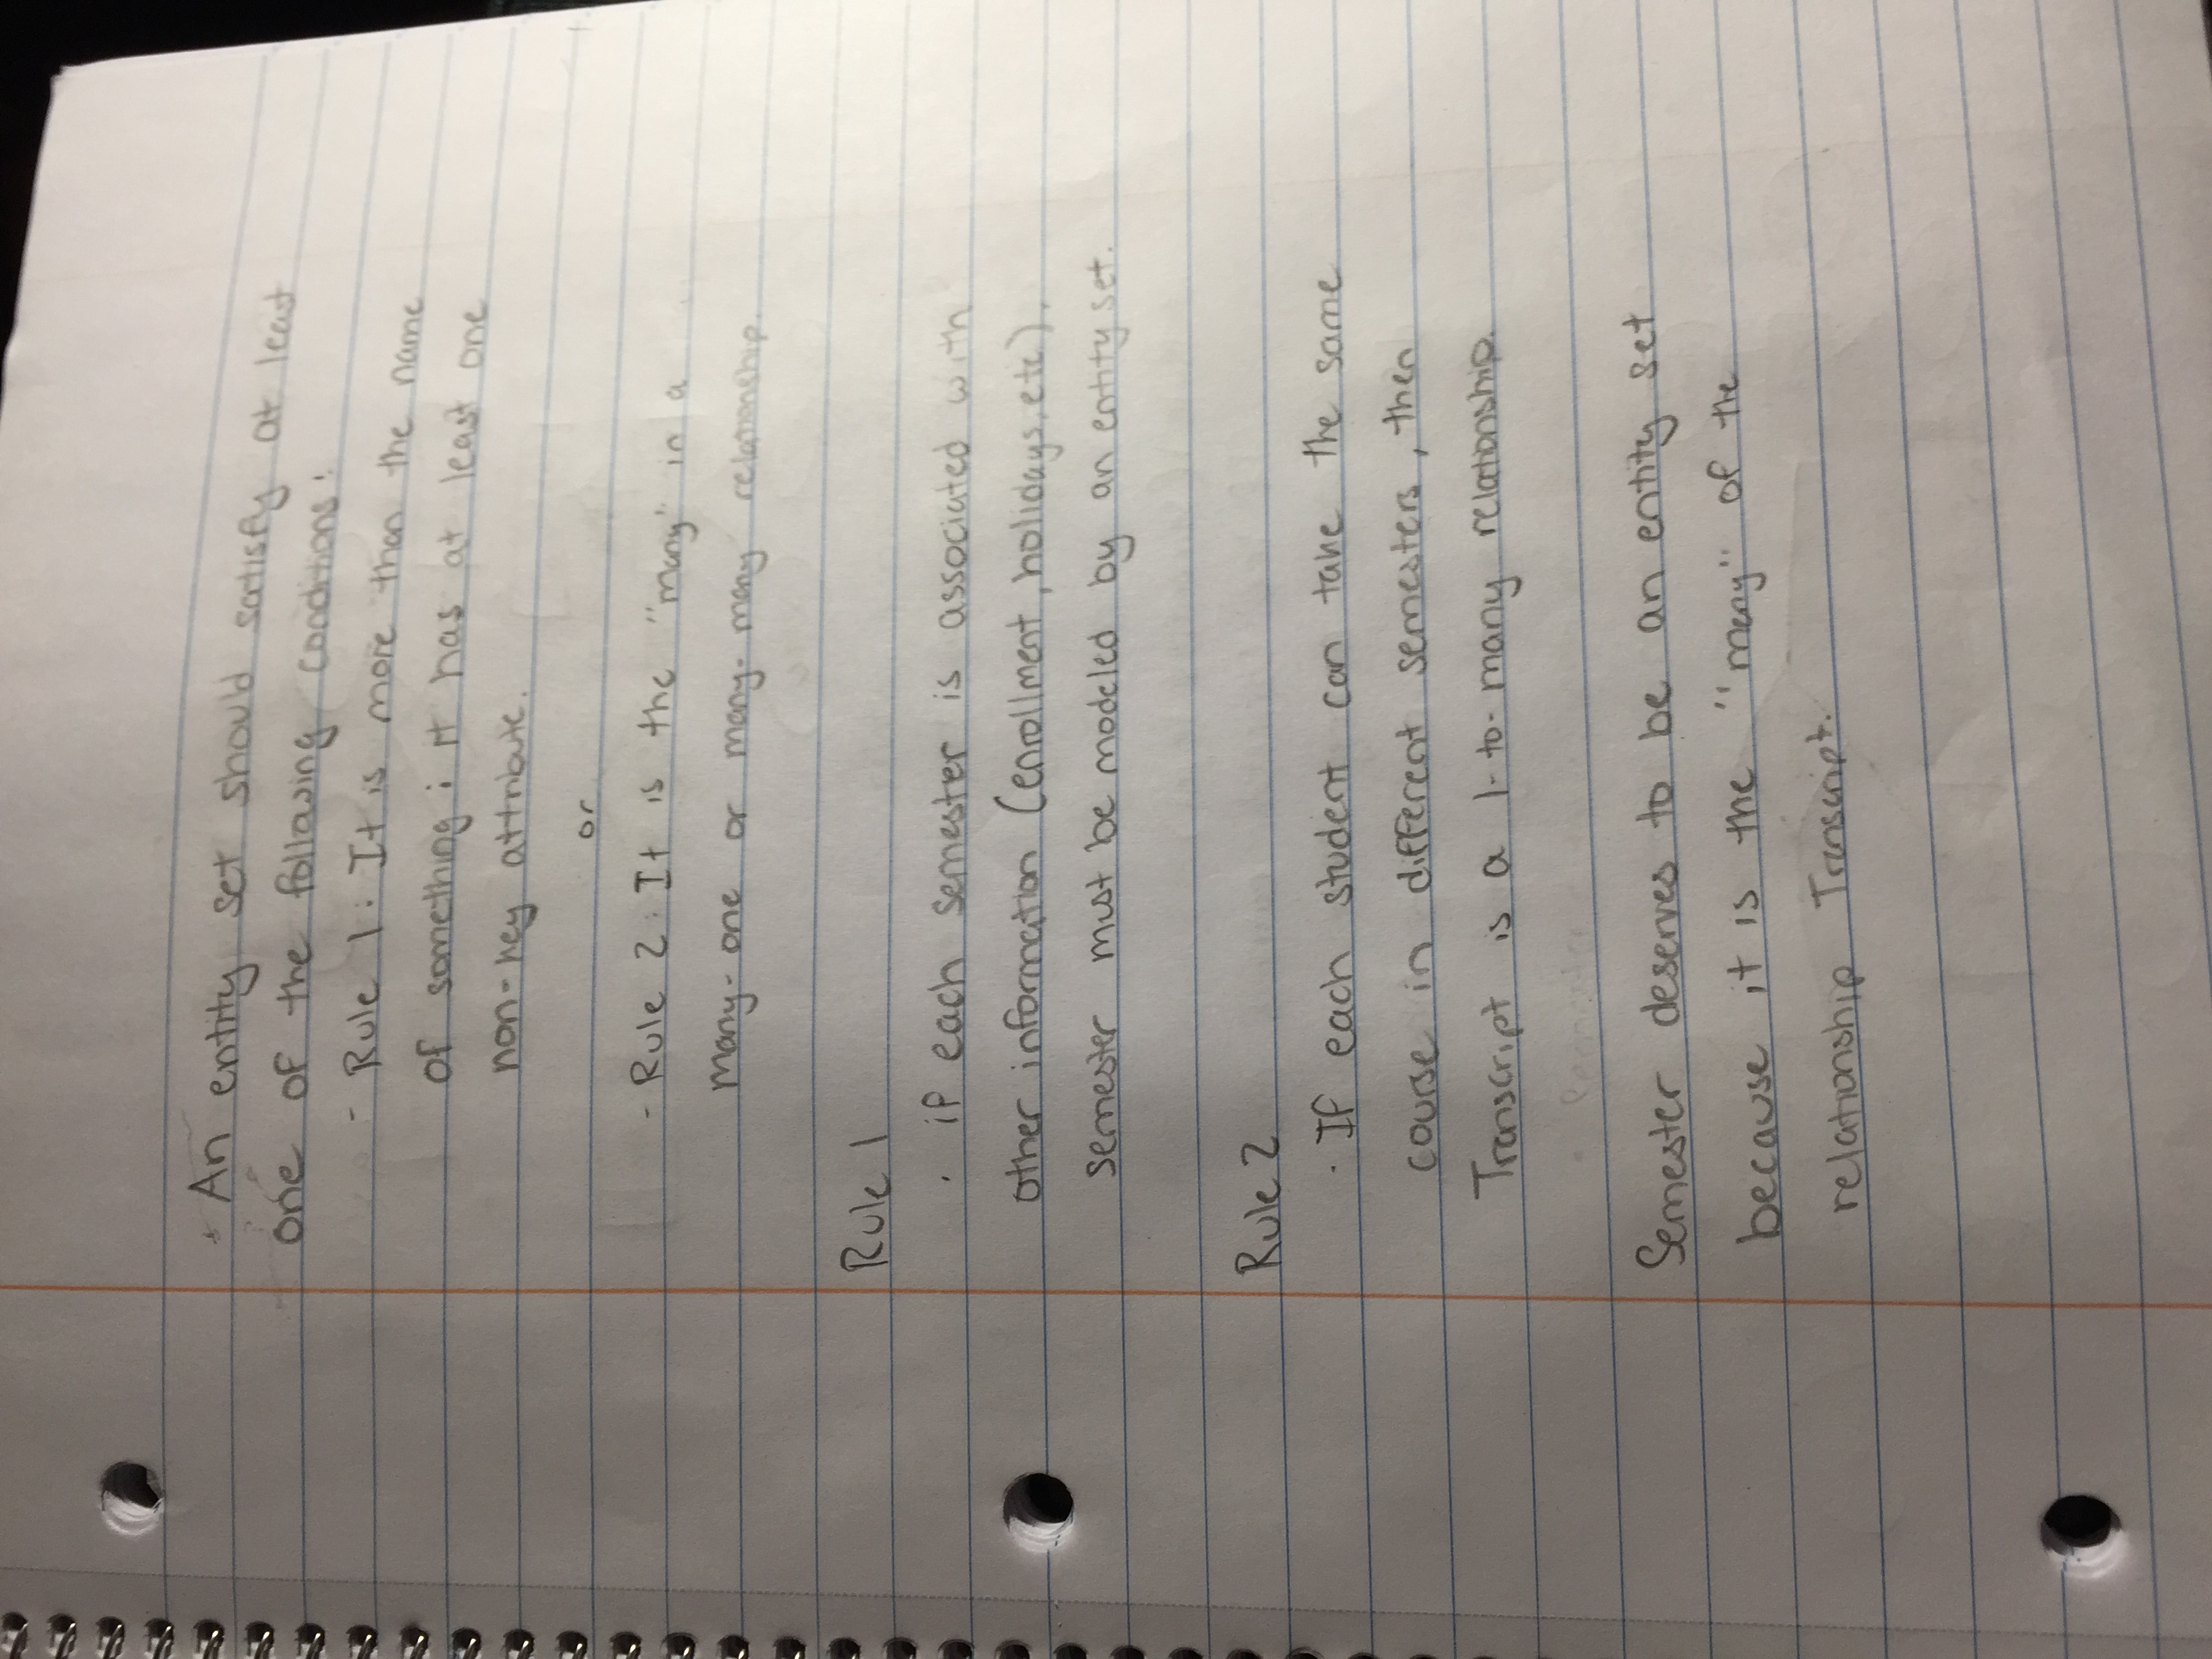 * An entity set should satisfy at least
one of the following conditions:
- Rule 1: It is more than the name
of something; it has at least one
non-key attribute.
or
- Rule 2: It is the "many" in a
many-one or many-many relationship.
Rule 1
· if each semester is associated with
other information (enrollment, holidays, etc),
semester must be modeled by an entity set.
Rule 2
· If each student can take the same
course in different semesters, then
Transcript is a 1-to-many relationship.
Semester deserves to be an entity set
because it is the "many" of the
relationship Transcript.